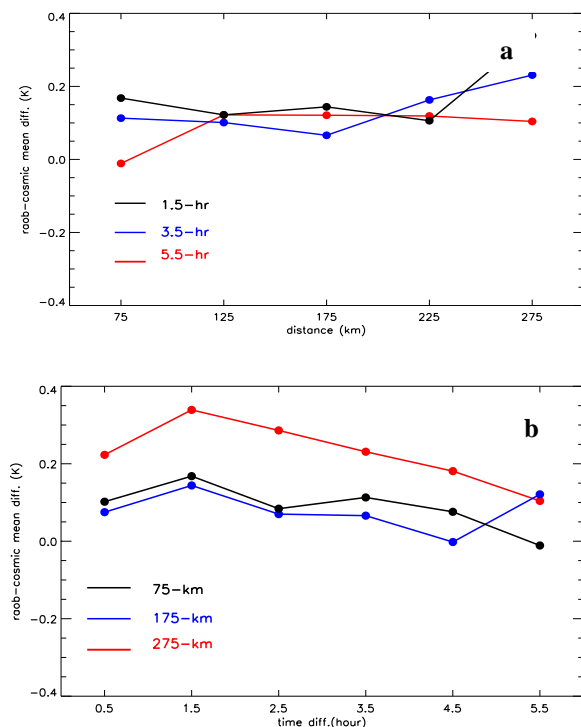 0.4
a
0.2
0.0
-0.2
-0.4
raob-cosmic mean diff. (K)
1.5-hr
3.5-hr
5.5-hr
75 125 175 225 275
distance (km)
0.4
b
0.2
0.0
-0.2
-0.4
raob-cosmic mean diff. (K)
75-km
175-km
275-km
0.5 1.5 2.5 3.5 4.5 5.5
time diff.(hour)